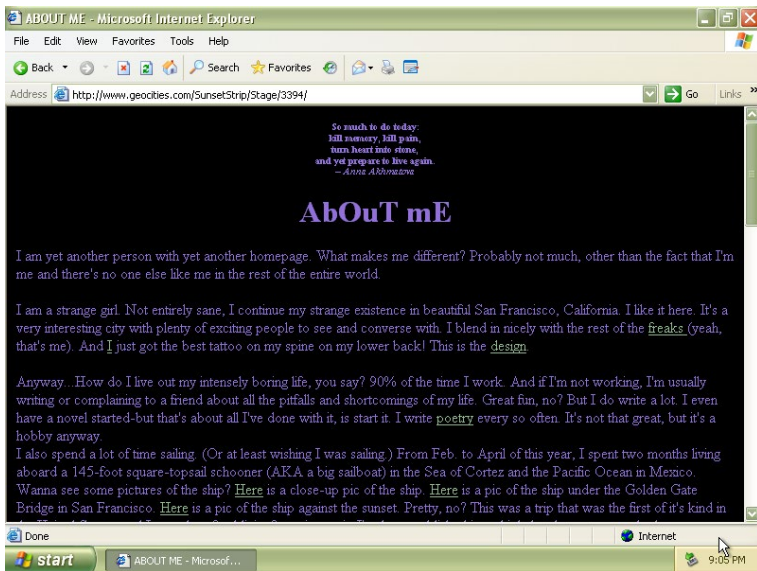 ABOUT ME - Microsoft Internet Explorer
File Edit View Favorites Tools Help
Back Search Favorites
Address http://www.geocities.com/SunsetStrip/Stage/3394/ Go Links »
So much to do today:
kill memory, kill pain,
turn heart into stone,
and yet prepare to live again.
– Anna Akhmatova
AbOuT mE
I am yet another person with yet another homepage. What makes me different? Probably not much, other than the fact that I'm
me and there's no one else like me in the rest of the entire world.
I am a strange girl. Not entirely sane, I continue my strange existence in beautiful San Francisco, California. I like it here. It's a
very interesting city with plenty of exciting people to see and converse with. I blend in nicely with the rest of the freaks (yeah,
that's me). And I just got the best tattoo on my spine on my lower back! This is the design.
Anyway...How do I live out my intensely boring life, you say? 90% of the time I work. And if I'm not working, I'm usually
writing or complaining to a friend about all the pitfalls and shortcomings of my life. Great fun, no? But I do write a lot. I even
have a novel started-but that's about all I've done with it, is start it. I write poetry every so often. It's not that great, but it's a
hobby anyway.
I also spend a lot of time sailing. (Or at least wishing I was sailing.) From Feb. to April of this year, I spent two months living
aboard a 145-foot square-topsail schooner (AKA a big sailboat) in the Sea of Cortez and the Pacific Ocean in Mexico.
Wanna see some pictures of the ship? Here is a close-up pic of the ship. Here is a pic of the ship under the Golden Gate
Bridge in San Francisco. Here is a pic of the ship against the sunset. Pretty, no? This was a trip that was the first of it's kind in
Done Internet
start ABOUT ME - Microsof... 9:05 PM